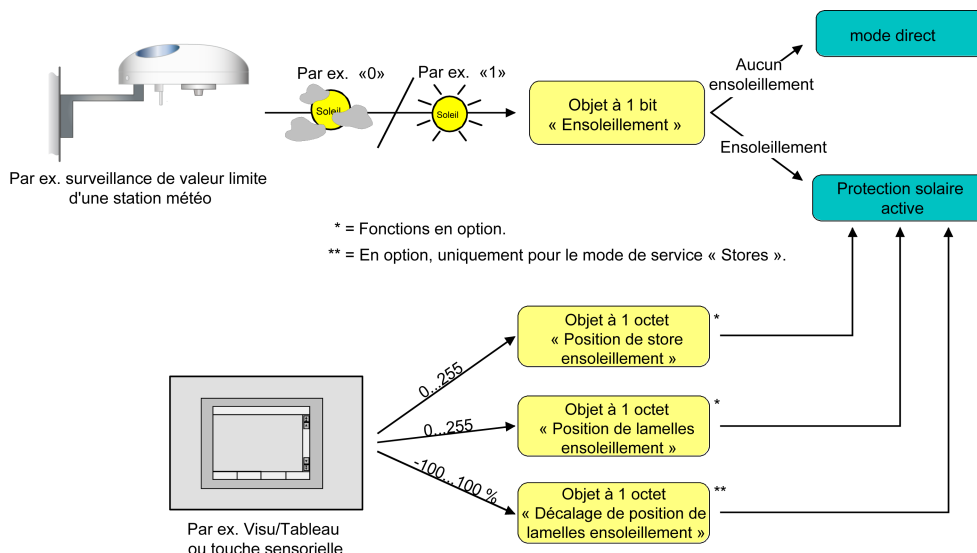 mode direct
Par ex. «0»
Par ex. «1»
Aucun
ensoleillement
Soleil
Soleil
Objet à 1 bit
« Ensoleillement »
Ensoleillement
Par ex. surveillance de valeur limite
d'une station météo
Protection solaire
active
* = Fonctions en option.
** = En option, uniquement pour le mode de service « Stores ».
0...255
Objet à 1 octet
« Position de store
ensoleillement »
*
0...255
Objet à 1 octet
« Position de lamelles
ensoleillement »
*
-100...100 %
Objet à 1 octet
« Décalage de position de
lamelles ensoleillement »
**
Par ex. Visu/Tableau
ou touche sensorielle